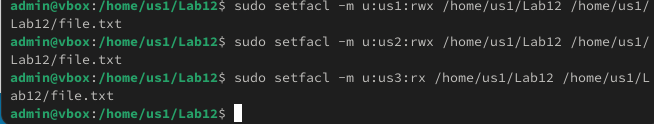 admin@vbox:/home/us1/Lab12$ sudo setfacl -m u:us1:rwx /home/us1/Lab12 /home/us1/
Lab12/file.txt
admin@vbox:/home/us1/Lab12$ sudo setfacl -m u:us2:rwx /home/us1/Lab12 /home/us1/
Lab12/file.txt
admin@vbox:/home/us1/Lab12$ sudo setfacl -m u:us3:rx /home/us1/Lab12 /home/us1/L
ab12/file.txt
admin@vbox:/home/us1/Lab12$